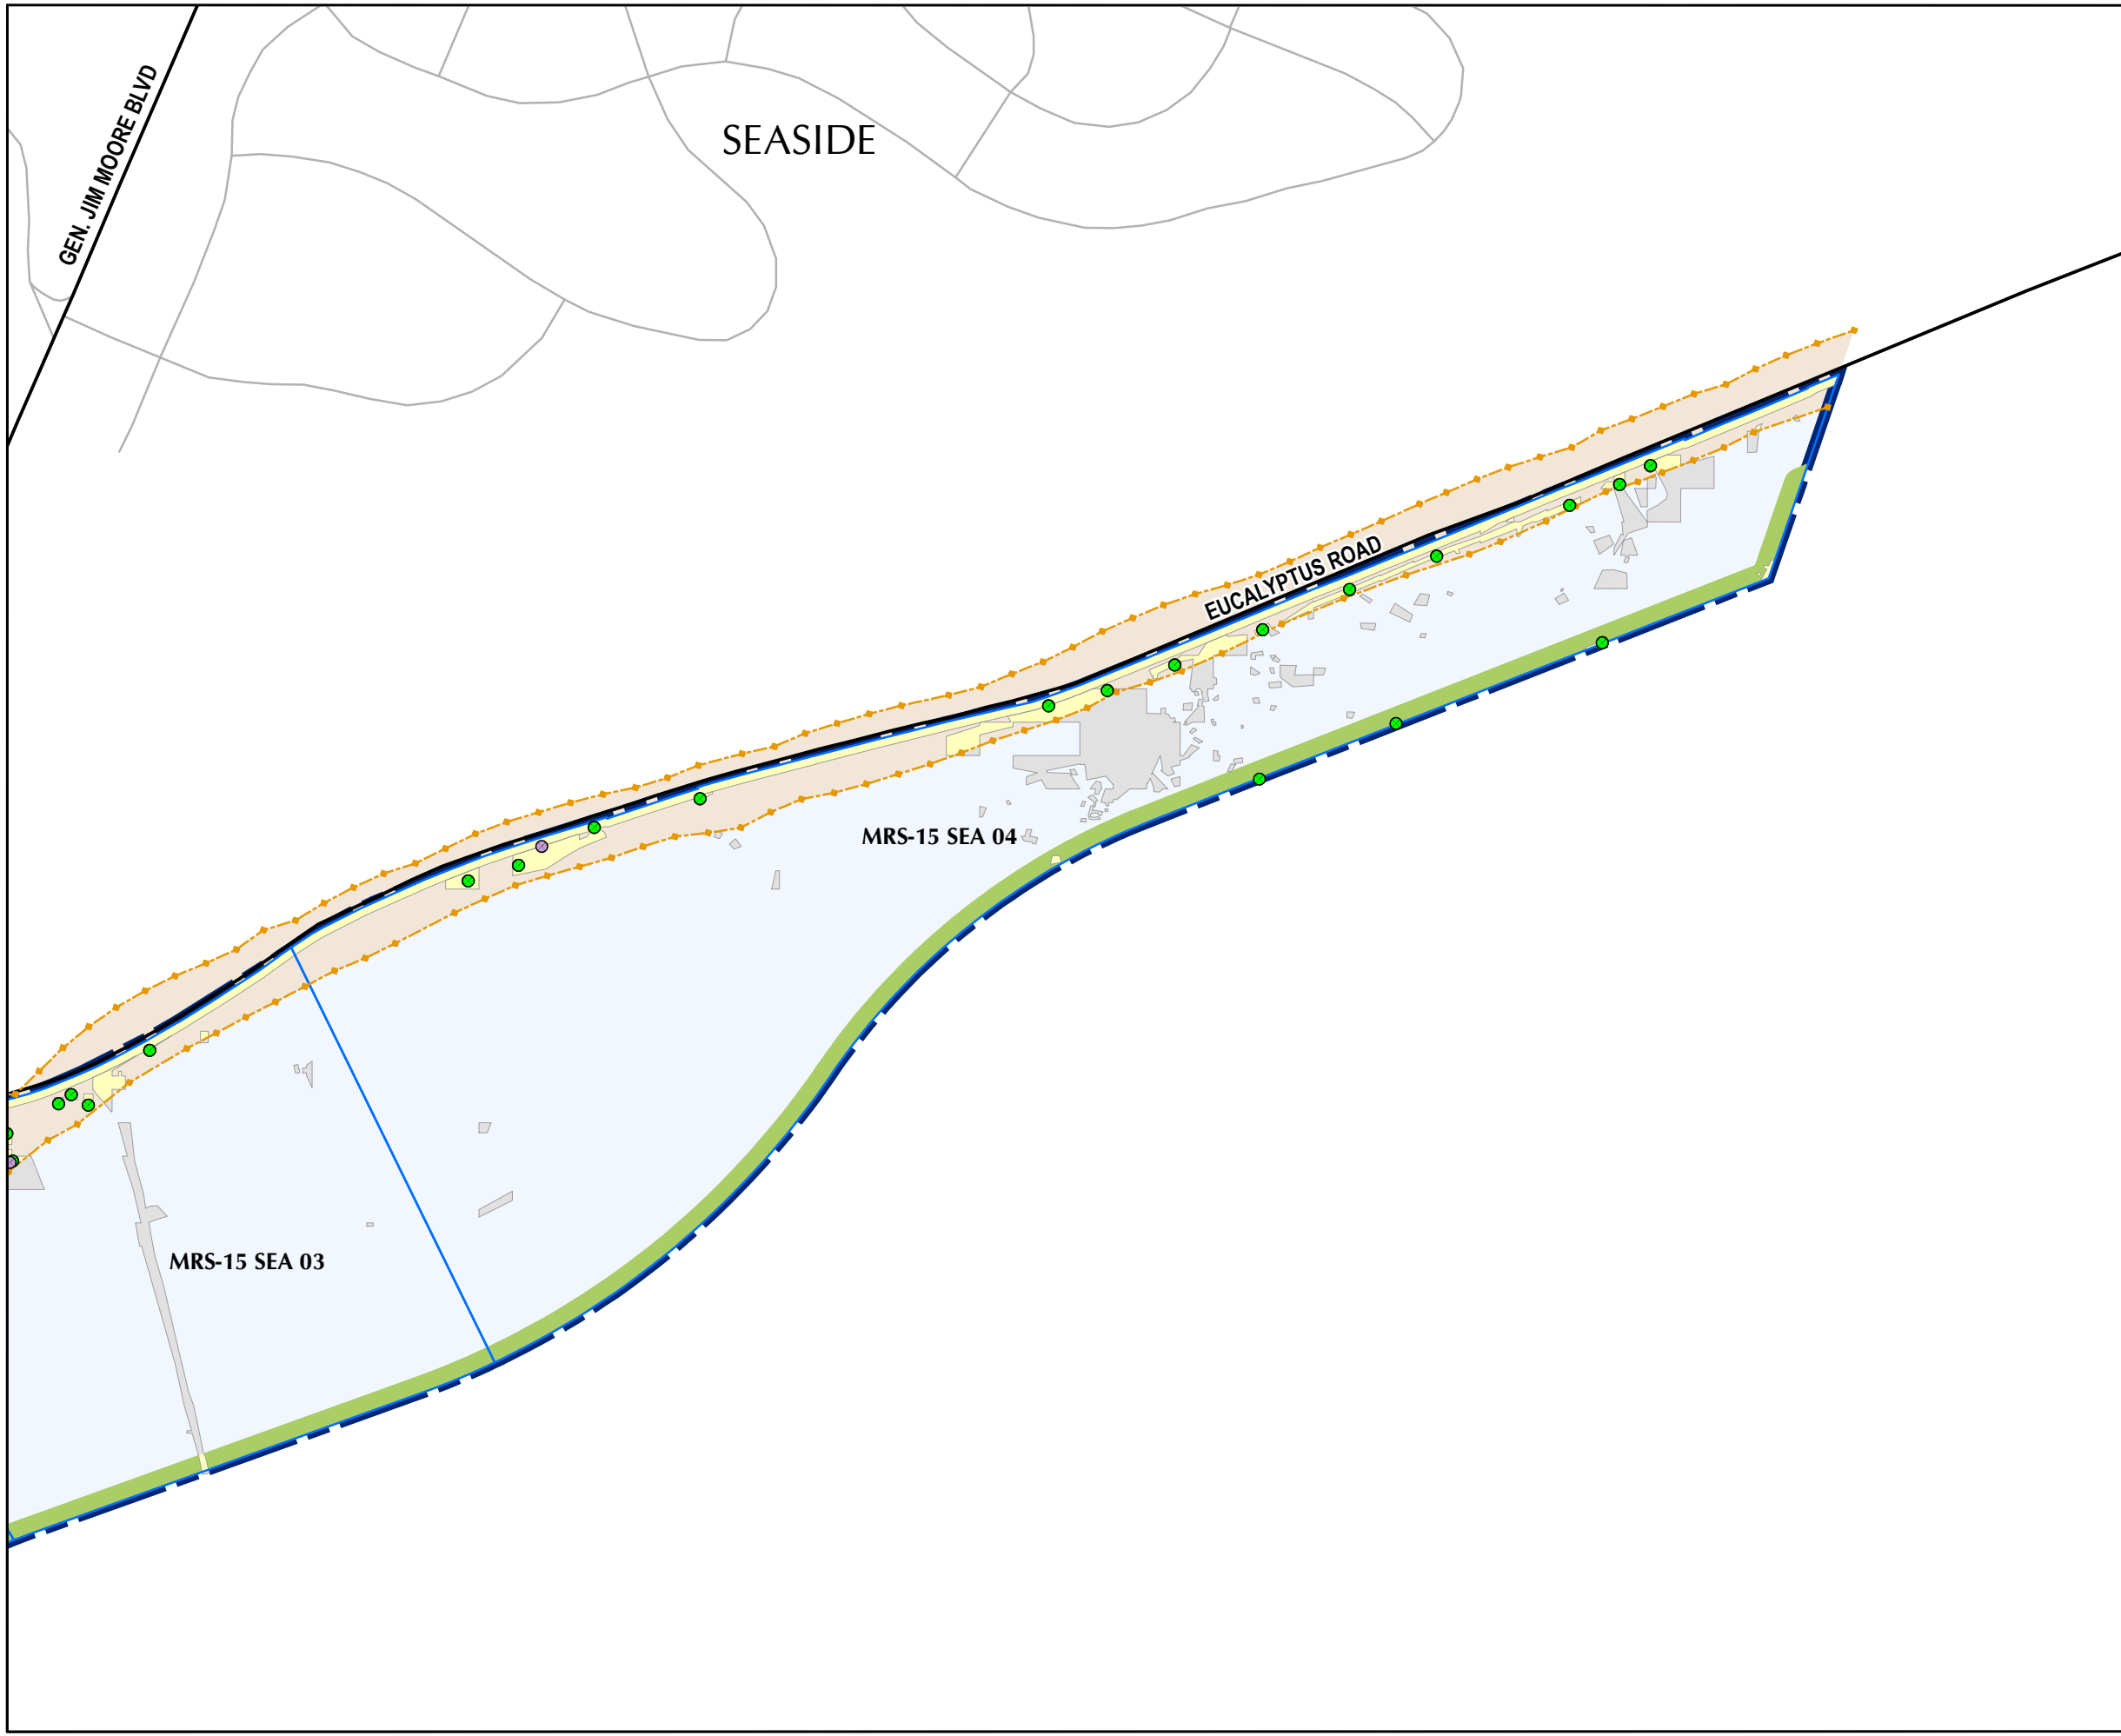 GEN. JIM MOORE BLVD
SEASIDE
EUCALYPTUS ROAD
MRS-15 SEA 04
MRS-15 SEA 03